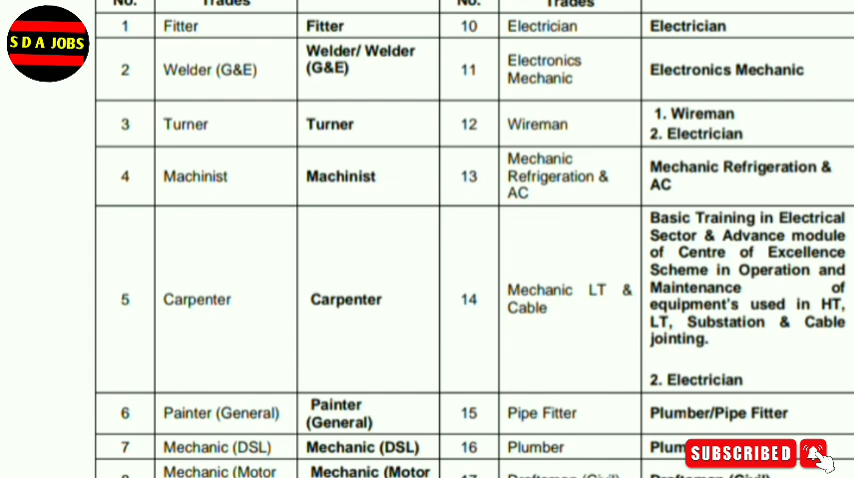 No. Trades No. Trades
S D A JOBS
1 Fitter Fitter 10 Electrician Electrician
2 Welder (G&E) Welder/ Welder (G&E) 11 Electronics Mechanic Electronics Mechanic
3 Turner Turner 12 Wireman 1. Wireman
2. Electrician
4 Machinist Machinist 13 Mechanic Refrigeration & AC Mechanic Refrigeration & AC
5 Carpenter Carpenter 14 Mechanic LT & Cable
Basic Training in Electrical
Sector & Advance module
of Centre of Excellence
Scheme in Operation and
Maintenance of
equipment's used in HT,
LT, Substation & Cable
jointing.
2. Electrician
6 Painter (General) Painter (General) 15 Pipe Fitter Plumber/Pipe Fitter
7 Mechanic (DSL) Mechanic (DSL) 16 Plumber
SUBSCRIBED
Mechanic (Motor Mechanic (Motor 17 Draftsman (Civil)